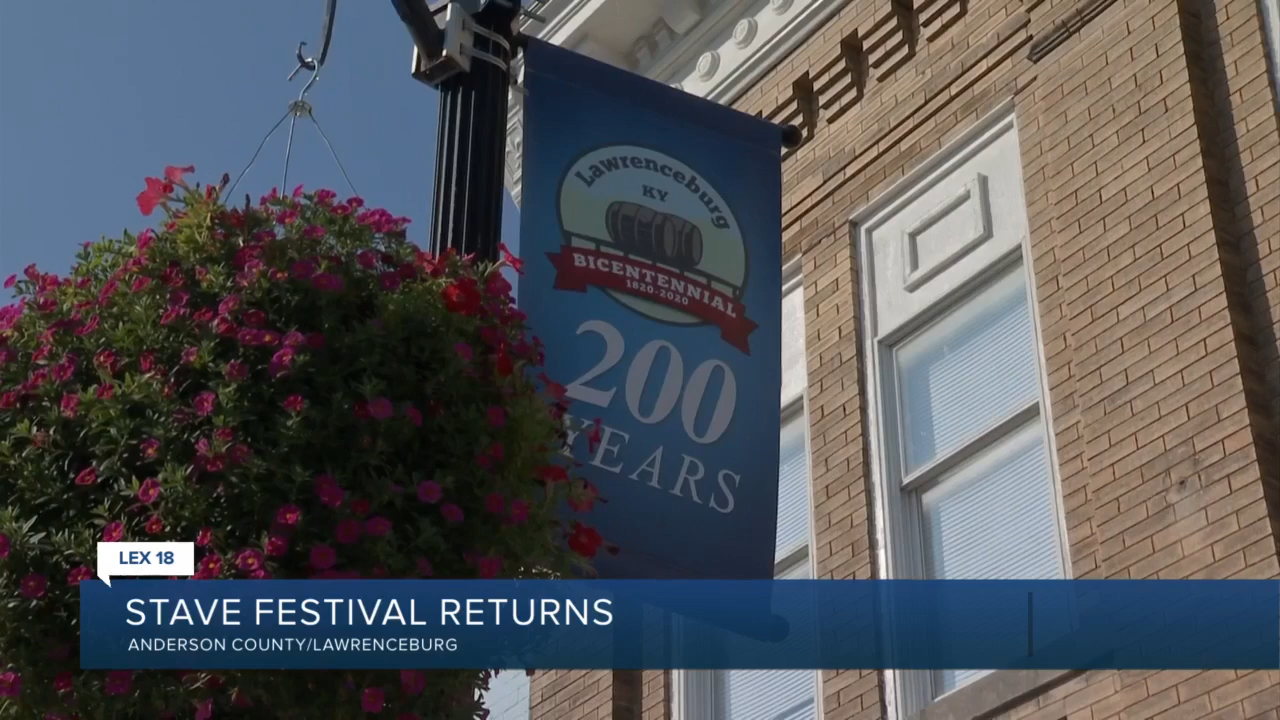 Lawrenceburg
KY
BICENTENNIAL
1820-2020
200
YEARS
LEX 18
STAVE FESTIVAL RETURNS
ANDERSON COUNTY/LAWRENCEBURG